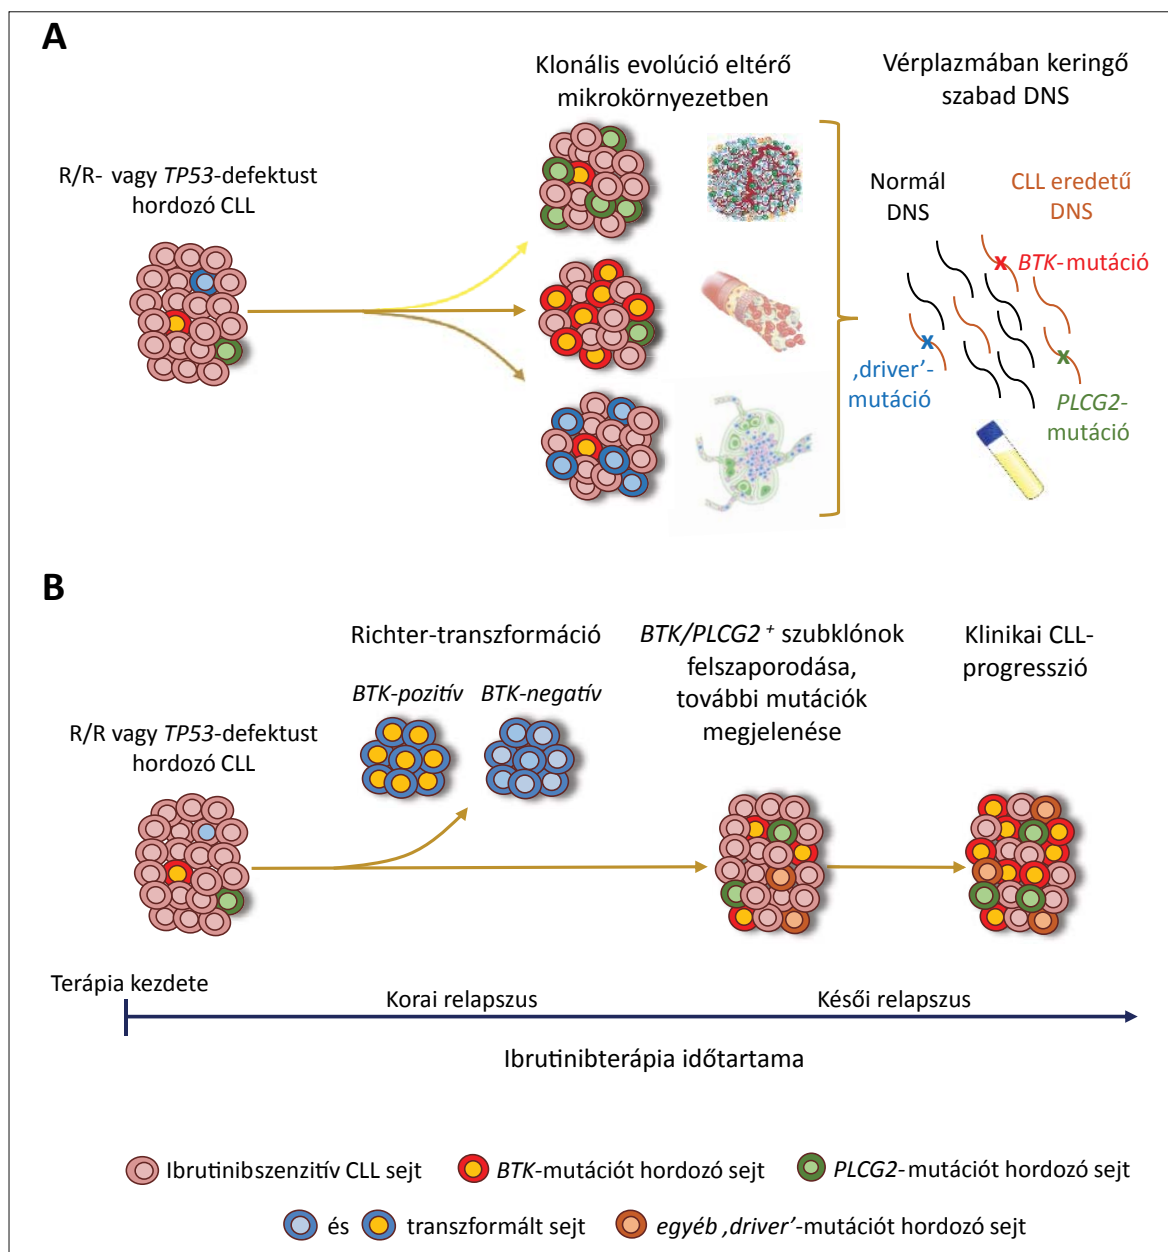 A
Klonális evolúció eltérő
mikrokörnyezetben
Vérplazmában keringő
szabad DNS
R/R- vagy TP53-defektust
hordozó CLL
Normál
DNS
CLL eredetű
DNS
x BTK-mutáció
x
‚driver’-
mutáció
x
PLCG2-
mutáció
B
Richter-transzformáció
BTK-pozitív
BTK-negatív
BTK/PLCG2 + szubklónok
felszaporodása,
további mutációk
megjelenése
Klinikai CLL-
progresszió
R/R vagy TP53-defektust
hordozó CLL
Terápia kezdete
Korai relapszus
Késői relapszus
Ibrutinibterápia időtartama
Ibrutinibszenzitív CLL sejt
BTK-mutációt hordozó sejt
PLCG2-mutációt hordozó sejt
és transzformált sejt
egyéb ‚driver’-mutációt hordozó sejt